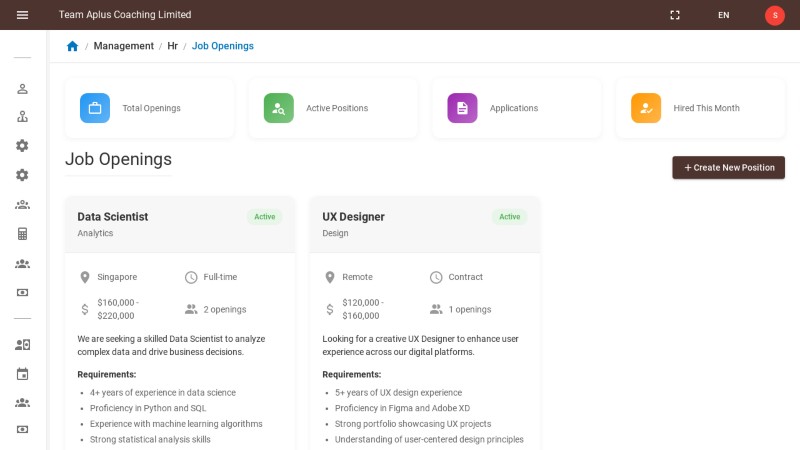 Team Aplus Coaching Limited
EN
S
/ Management / Hr / Job Openings
Total Openings
Active Positions
Applications
Hired This Month
Job Openings
+ Create New Position
Data Scientist
Active
Analytics
Singapore
Full-time
$160,000 -
$220,000
2 openings
We are seeking a skilled Data Scientist to analyze
complex data and drive business decisions.
Requirements:
• 4+ years of experience in data science
• Proficiency in Python and SQL
• Experience with machine learning algorithms
• Strong statistical analysis skills
UX Designer
Active
Design
Remote
Contract
$120,000 -
$160,000
1 openings
Looking for a creative UX Designer to enhance user
experience across our digital platforms.
Requirements:
• 5+ years of UX design experience
• Proficiency in Figma and Adobe XD
• Strong portfolio showcasing UX projects
• Understanding of user-centered design principles